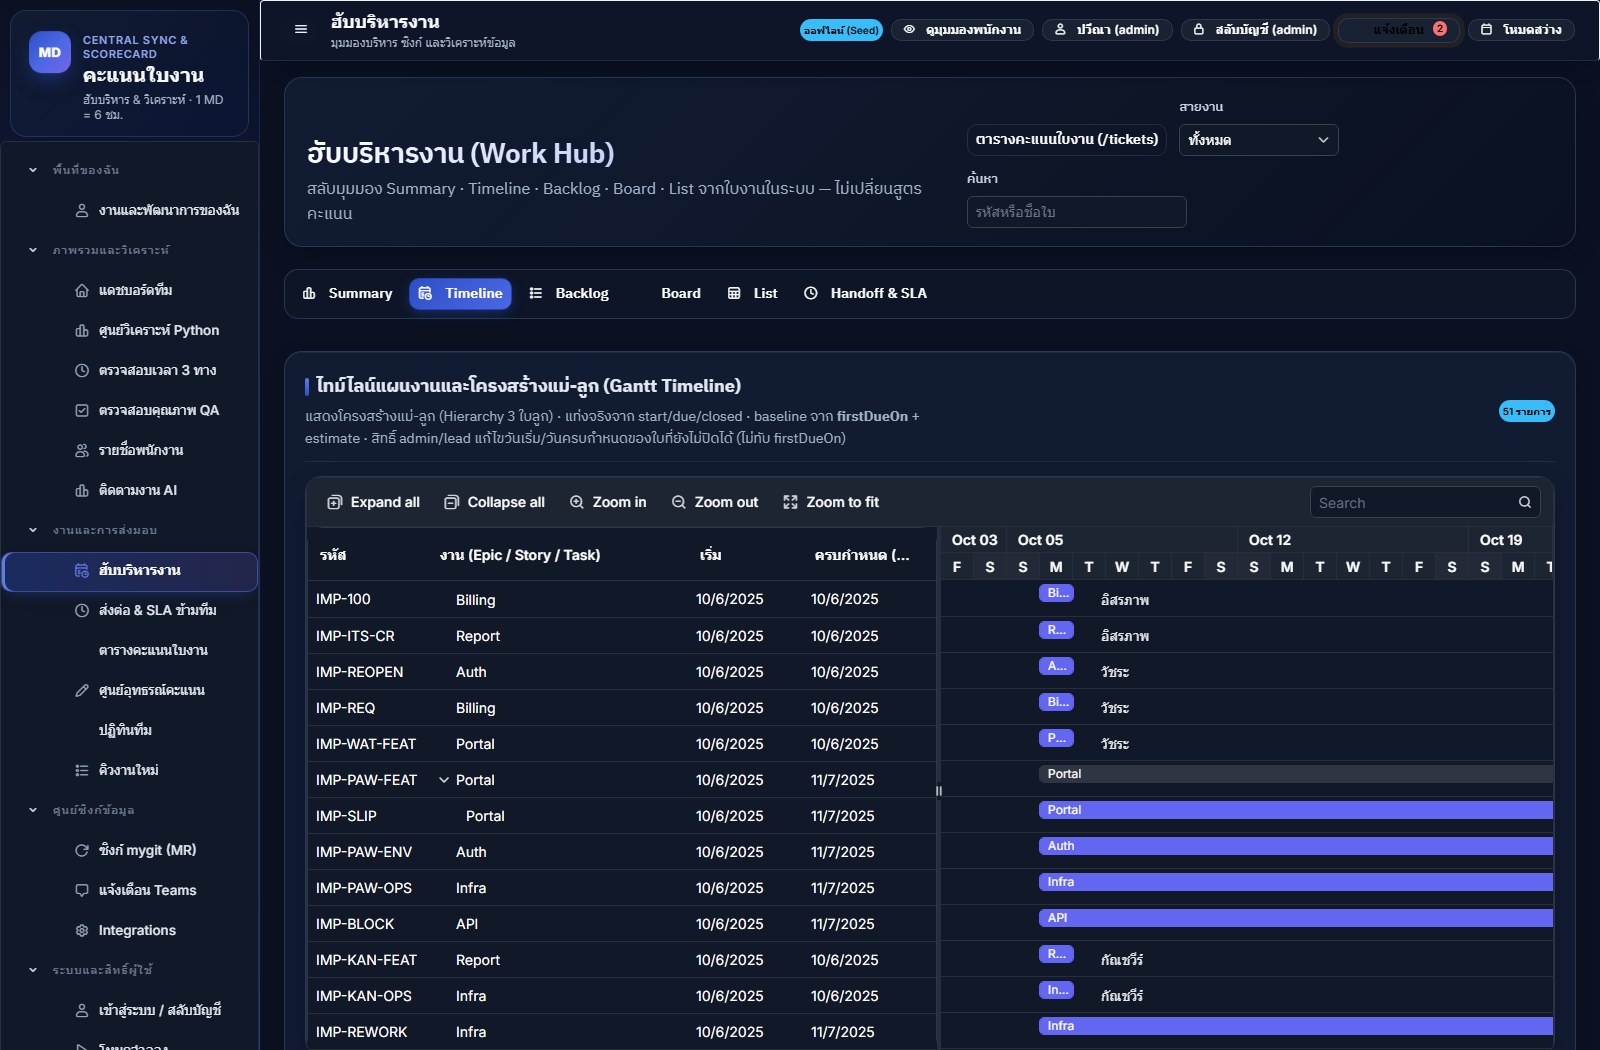 MD
CENTRAL SYNC &
SCORECARD
คะแนนใบงาน
ฮับบริหาร & วิเคราะห์ · 1 MD
= 6 ชม.
พื้นที่ของฉัน
งานและพัฒนาการของฉัน
ภาพรวมและวิเคราะห์
แดชบอร์ดทีม
ศูนย์วิเคราะห์ Python
ตรวจสอบเวลา 3 ทาง
ตรวจสอบคุณภาพ QA
รายชื่อพนักงาน
ติดตามงาน AI
งานและการส่งมอบ
ฮับบริหารงาน
ส่งต่อ & SLA ข้ามทีม
ตารางคะแนนใบงาน
ศูนย์อุทธรณ์คะแนน
ปฏิทินทีม
คิวงานใหม่
ศูนย์ซิงก์ข้อมูล
ซิงก์ mygit (MR)
แจ้งเตือน Teams
Integrations
ระบบและสิทธิ์ผู้ใช้
เข้าสู่ระบบ / สลับบัญชี
ฮับบริหารงาน
มุมมองบริหาร ซิงก์ และวิเคราะห์ข้อมูล
ออฟไลน์ (Seed)
ดูมุมมองพนักงาน
ปวีณา (admin)
สลับบัญชี (admin)
แจ้งเตือน 2
โหมดสว่าง
ฮับบริหารงาน (Work Hub)
สลับมุมมอง Summary · Timeline · Backlog · Board · List จากใบงานในระบบ — ไม่เปลี่ยนสูตร
คะแนน
ตารางคะแนนใบงาน (/tickets)
สายงาน
ทั้งหมด
ค้นหา
รหัสหรือชื่อใบ
Summary
Timeline
Backlog
Board
List
Handoff & SLA
ไทม์ไลน์แผนงานและโครงสร้างแม่-ลูก (Gantt Timeline)
แสดงโครงสร้างแม่-ลูก (Hierarchy 3 ใบลูก) · แท่งจริงจาก start/due/closed · baseline จาก firstDueOn +
estimate · สิทธิ์ admin/lead แก้ไขวันเริ่ม/วันครบกำหนดของใบที่ยังไม่ปิดได้ (ไม่ทับ firstDueOn)
51 รายการ
Expand all
Collapse all
Zoom in
Zoom out
Zoom to fit
Search
รหัส งาน (Epic / Story / Task) เริ่ม ครบกำหนด (...
Oct 03 Oct 05 Oct 12 Oct 19
F S S M T W T F S S M T W T F S S M T
IMP-100 Billing 10/6/2025 10/6/2025 Bi... อิสรภาพ
IMP-ITS-CR Report 10/6/2025 10/6/2025 R... อิสรภาพ
IMP-REOPEN Auth 10/6/2025 10/6/2025 A... วัชระ
IMP-REQ Billing 10/6/2025 10/6/2025 Bi... วัชระ
IMP-WAT-FEAT Portal 10/6/2025 10/6/2025 P... วัชระ
IMP-PAW-FEAT Portal 10/6/2025 11/7/2025 Portal
IMP-SLIP Portal 10/6/2025 11/7/2025 Portal
IMP-PAW-ENV Auth 10/6/2025 11/7/2025 Auth
IMP-PAW-OPS Infra 10/6/2025 11/7/2025 Infra
IMP-BLOCK API 10/6/2025 11/7/2025 API
IMP-KAN-FEAT Report 10/6/2025 10/6/2025 R... กัณชวีร์
IMP-KAN-OPS Infra 10/6/2025 10/6/2025 In... กัณชวีร์
IMP-REWORK Infra 10/6/2025 11/7/2025 Infra